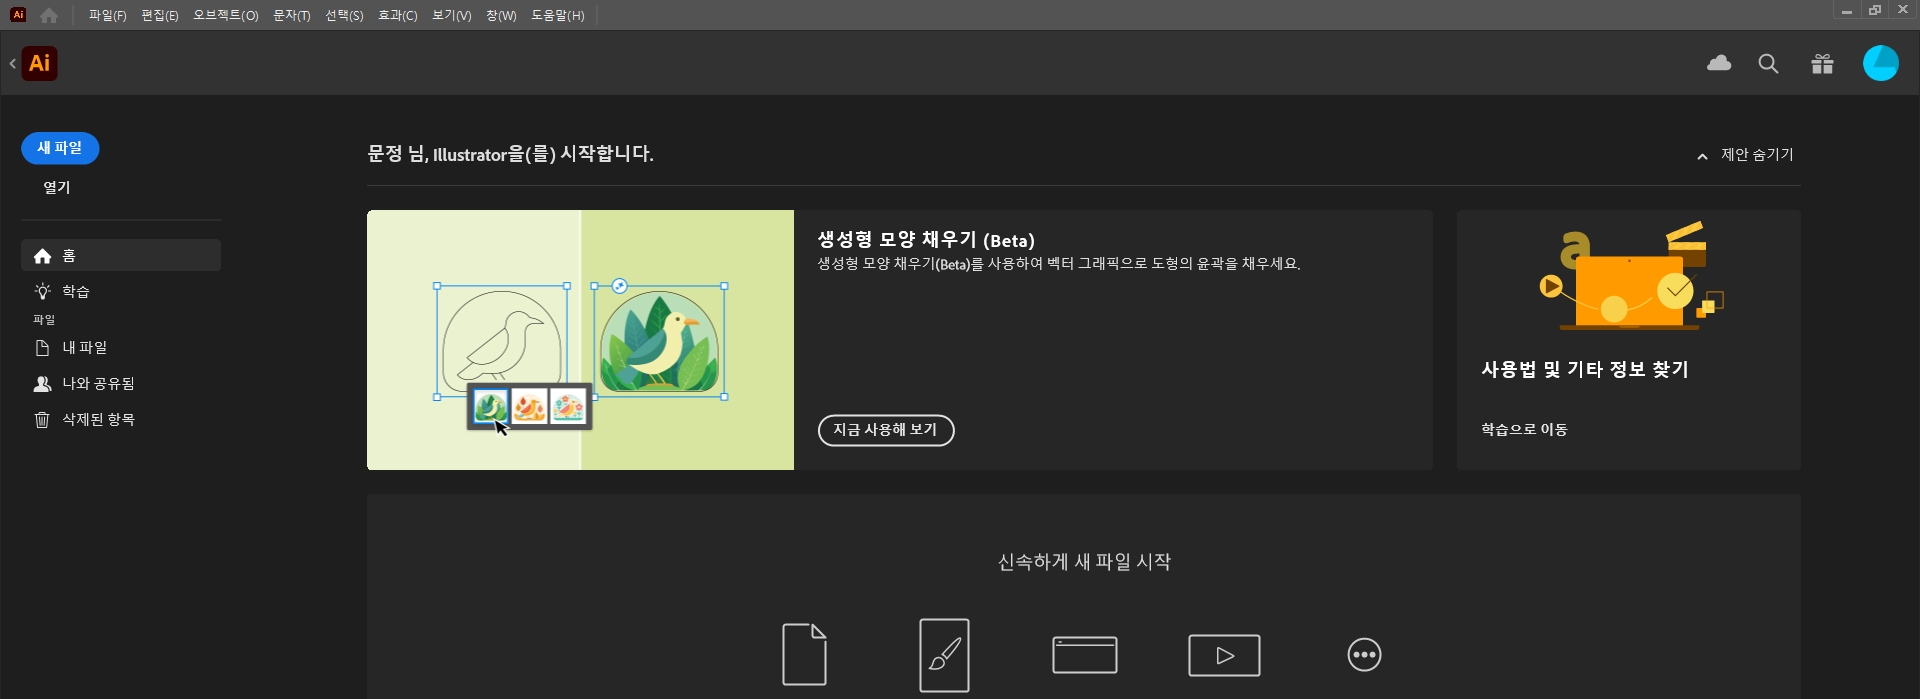 Ai
파일(F) 편집(E) 오브젝트(O) 문자(T) 선택(S) 효과(C) 보기(V) 창(W) 도움말(H)
Ai
새 파일
열기
홈
학습
파일
내 파일
나와 공유됨
삭제된 항목
문정 님, Illustrator을(를) 시작합니다.
제안 숨기기
생성형 모양 채우기 (Beta)
생성형 모양 채우기(Beta)를 사용하여 벡터 그래픽으로 도형의 윤곽을 채우세요.
지금 사용해 보기
a
사용법 및 기타 정보 찾기
학습으로 이동
신속하게 새 파일 시작